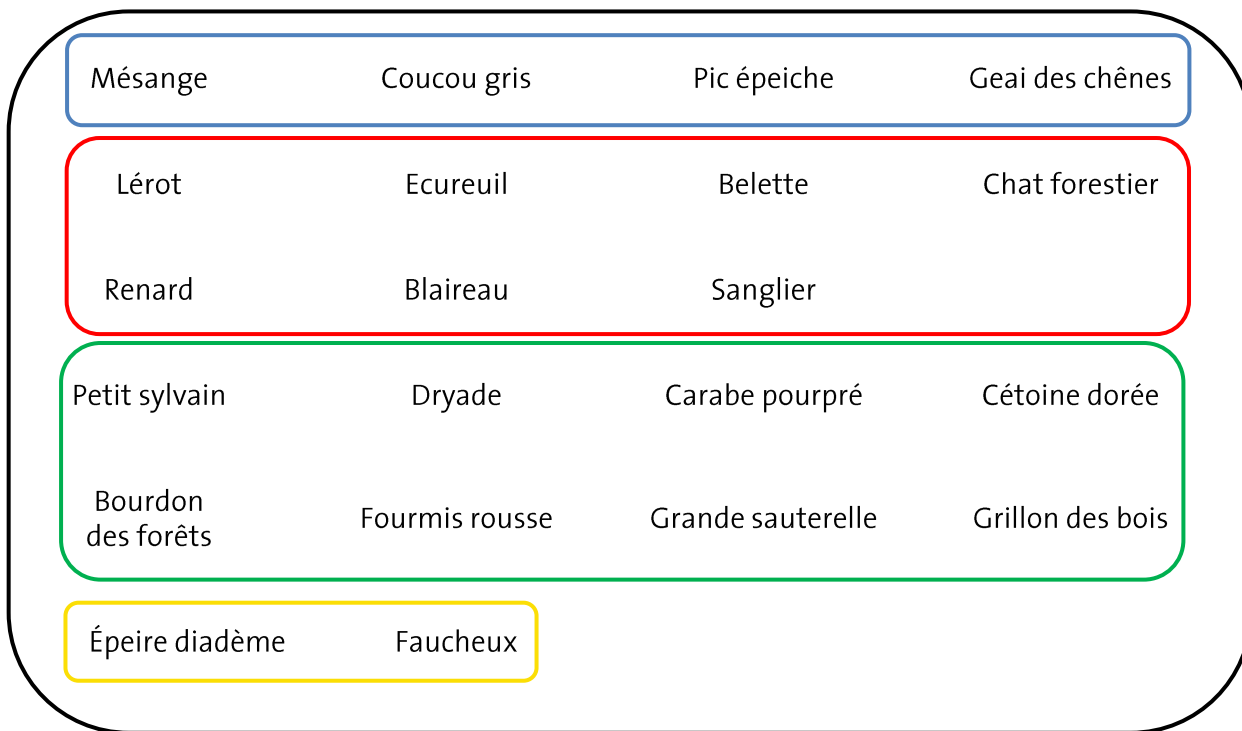 Mésange Coucou gris Pic épeiche Geai des chênes
Lérot Ecureuil Belette Chat forestier
Renard Blaireau Sanglier
Petit sylvain Dryade Carabe pourpré Cétoine dorée
Bourdon
des forêts Fourmis rousse Grande sauterelle Grillon des bois
Épeire diadème Faucheux